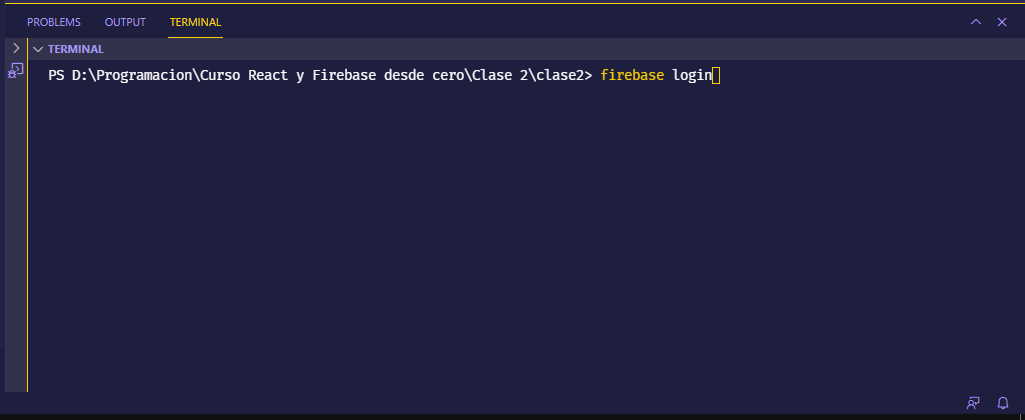 PROBLEMS OUTPUT TERMINAL
TERMINAL
PS D:\Programacion\Curso React y Firebase desde cero\Clase 2\clase2> firebase login